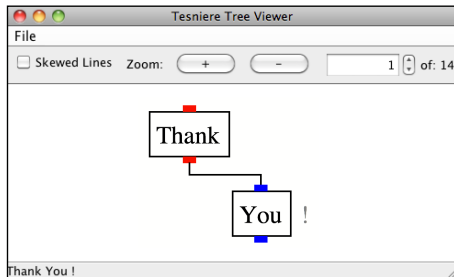 Tesniere Tree Viewer
File
Skewed Lines Zoom: + - 1 of: 14
Thank
You !
Thank You !